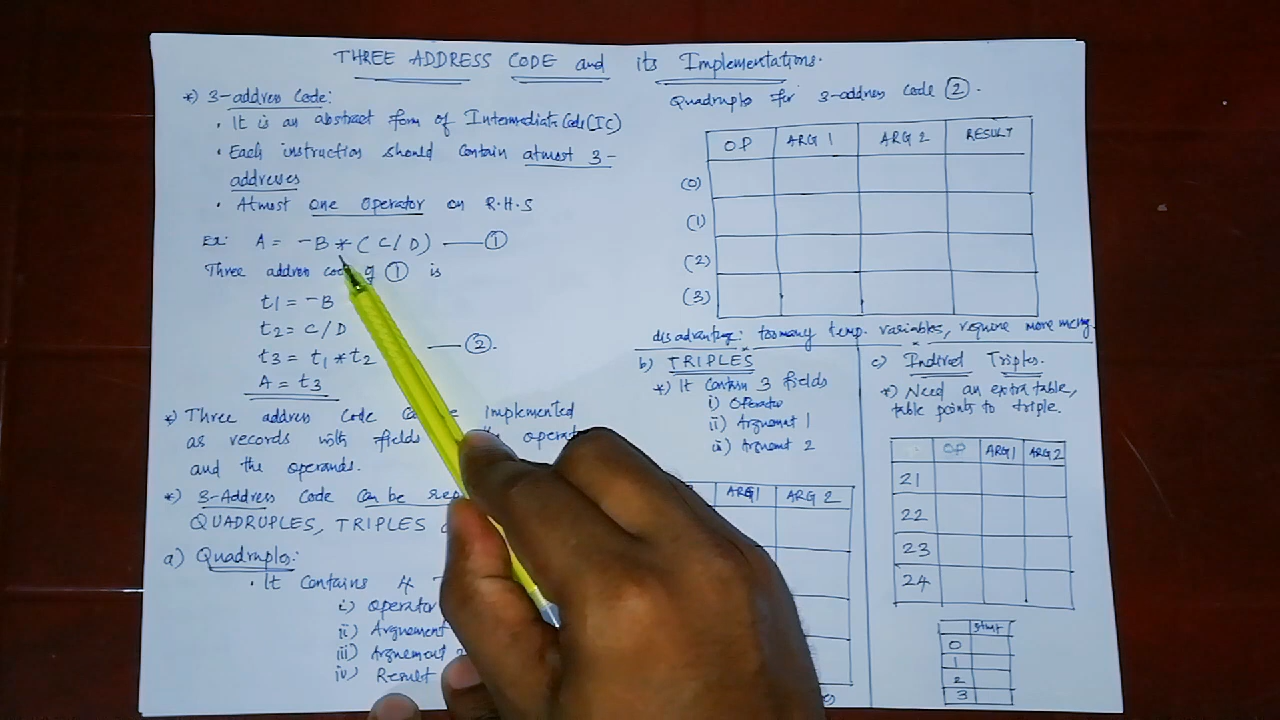 THREE ADDRESS CODE and its Implementations.
*) 3-address Code:
• It is an abstract form of Intermediate Code (IC)
• Each instruction should contain atmost 3-
addresses
• Atmost one operator on R.H.S
Ex: A = -B * (C/D) —— ①
Three address code of ① is
t1 = -B
t2 = C/D
t3 = t1 * t2 —— ②.
A = t3
*) Three address Code implemented
as records with fields operator
and the operands.
*) 3-Address Code Can be rep
QUADRUPLES, TRIPLES
a) Quadruples:
• It Contains 4
i) Operator
ii) Arguement
iii) Arguement
iv) Result
Quadruples for 3-address Code ②.
OP ARG 1 ARG 2 RESULT
(0)
(1)
(2)
(3)
disadvantage: too many temp. variables, require more memy.
b) TRIPLES
*) It Contain 3 fields
i) Operator
ii) Arguemnt 1
iii) Arguemnt 2
ARG1 ARG 2
c) Indirect Triples.
*) Need an extra table,
table points to triple.
OP ARG1 ARG2
21
22
23
24
stmt
0
1
2
3